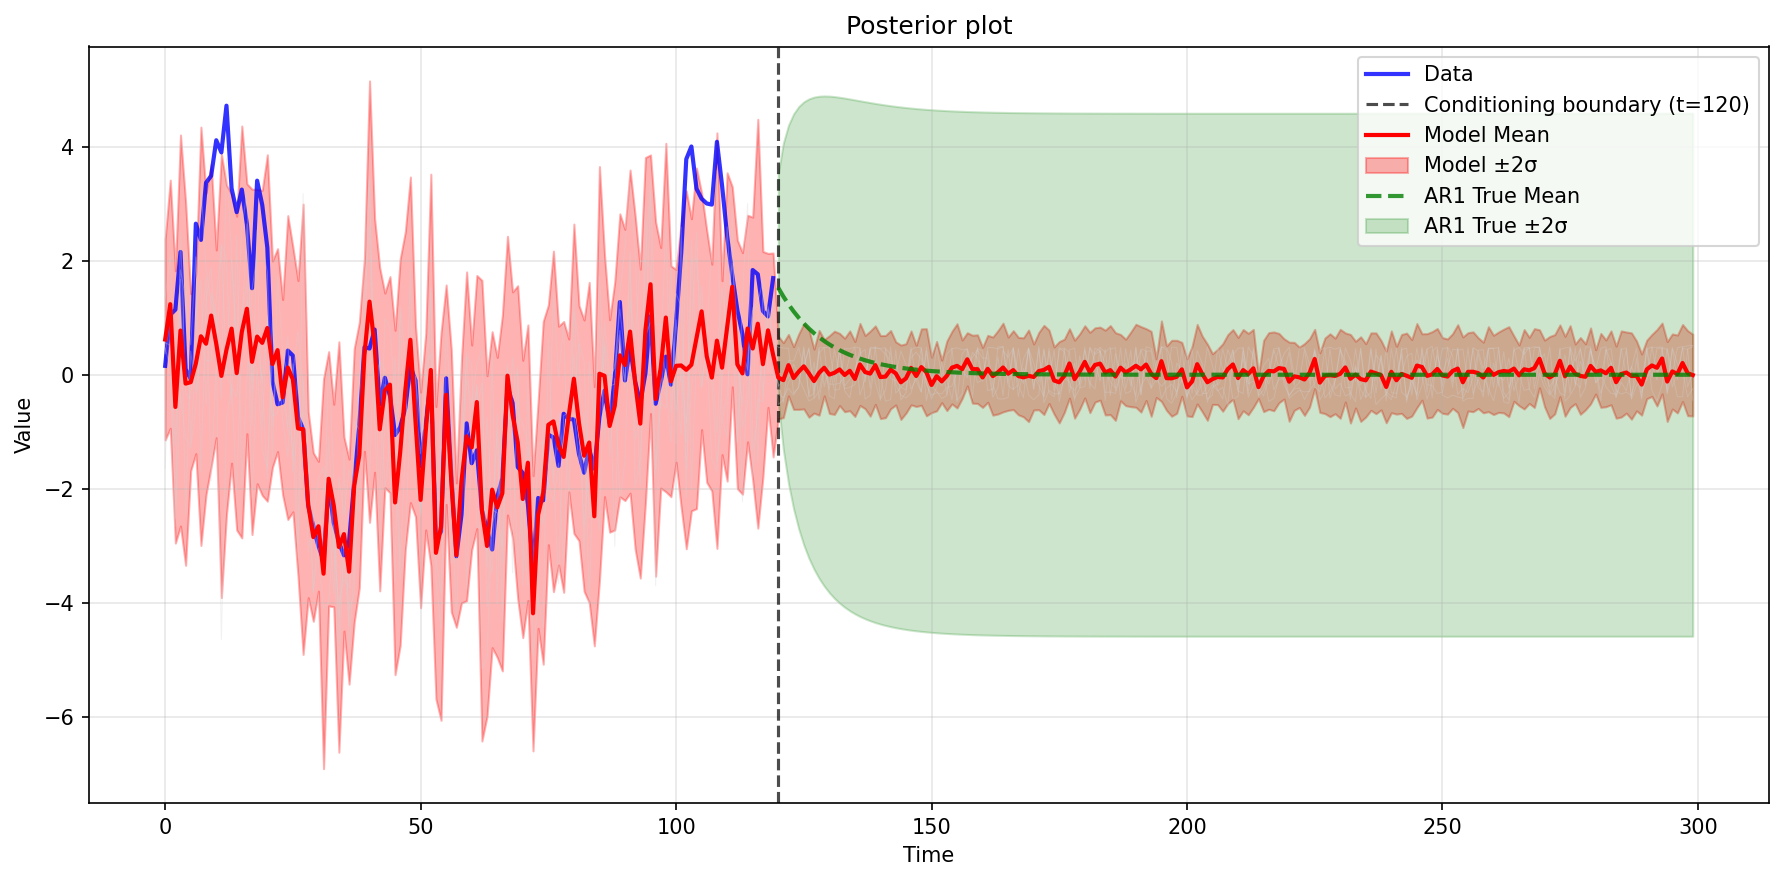 Posterior plot
Data
Conditioning boundary (t=120)
Model Mean
Model ±2σ
AR1 True Mean
AR1 True ±2σ
Value
4
2
0
−2
−4
−6
0 50 100 150 200 250 300
Time